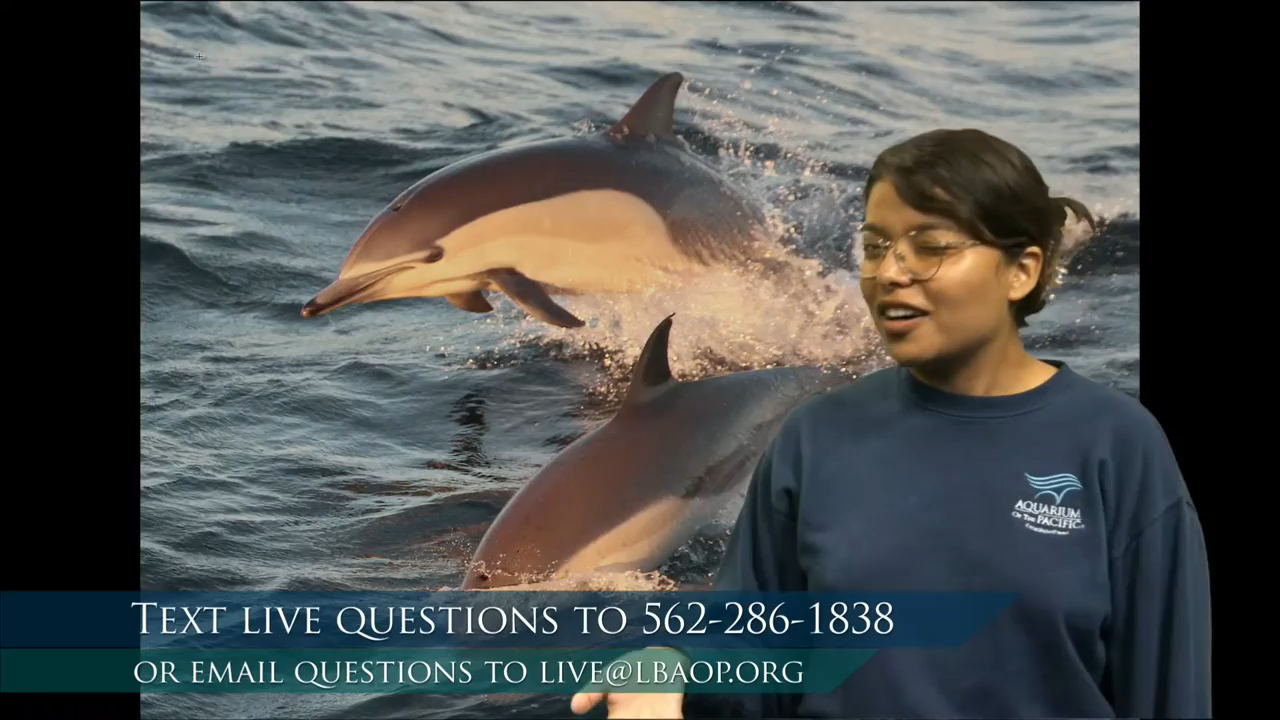 AQUARIUM
OF THE PACIFIC
TEXT LIVE QUESTIONS TO 562-286-1838
OR EMAIL QUESTIONS TO LIVE@LBAOP.ORG